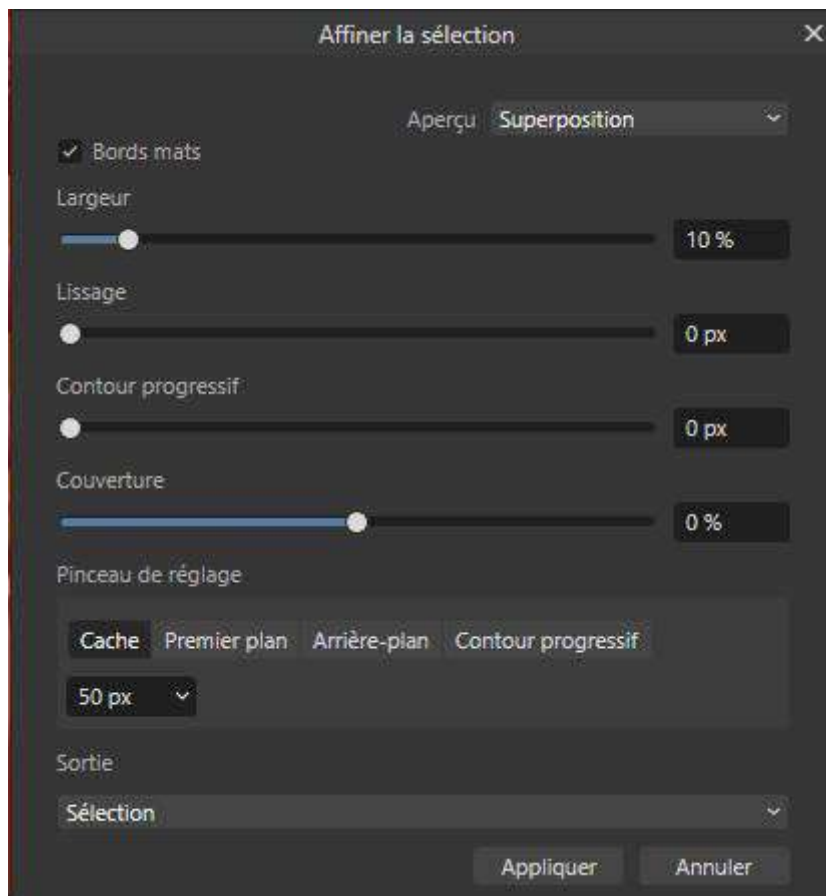 Affiner la sélection
Aperçu Superposition
Bords mats
Largeur
10 %
Lissage
0 px
Contour progressif
0 px
Couverture
0 %
Pinceau de réglage
Cache Premier plan Arrière-plan Contour progressif
50 px
Sortie
Sélection
Appliquer Annuler